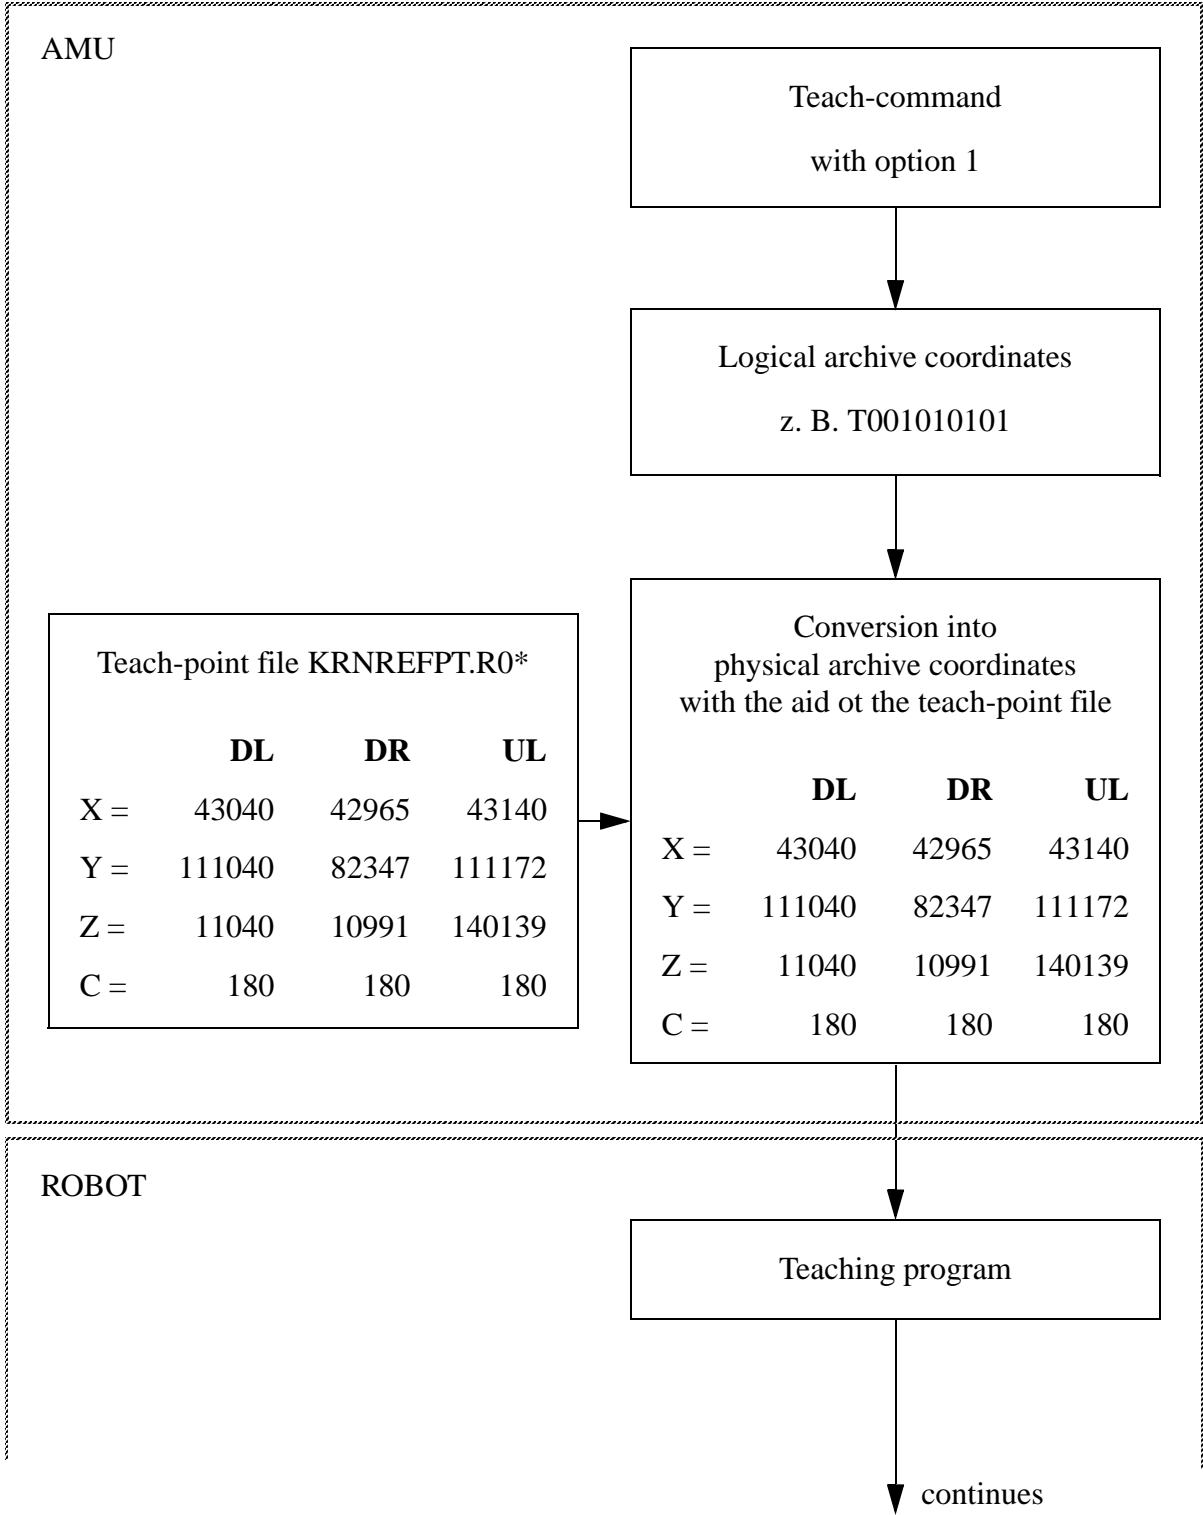 AMU
Teach-command
with option 1
Logical archive coordinates
z. B. T001010101
Teach-point file KRNREFPT.R0*
DL DR UL
X = 43040 42965 43140
Y = 111040 82347 111172
Z = 11040 10991 140139
C = 180 180 180
Conversion into
physical archive coordinates
with the aid ot the teach-point file
DL DR UL
X = 43040 42965 43140
Y = 111040 82347 111172
Z = 11040 10991 140139
C = 180 180 180
ROBOT
Teaching program
continues